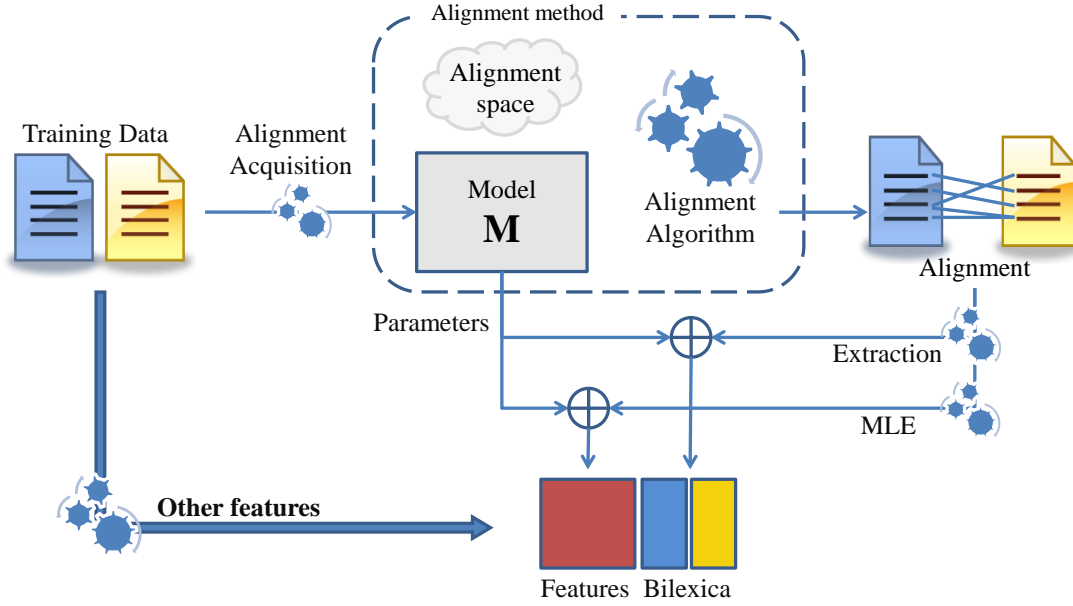 Alignment method
Alignment
space
Training Data
Alignment
Acquisition
Model
M
Alignment
Algorithm
Alignment
Parameters
Extraction
MLE
Other features
Features
Bilexica